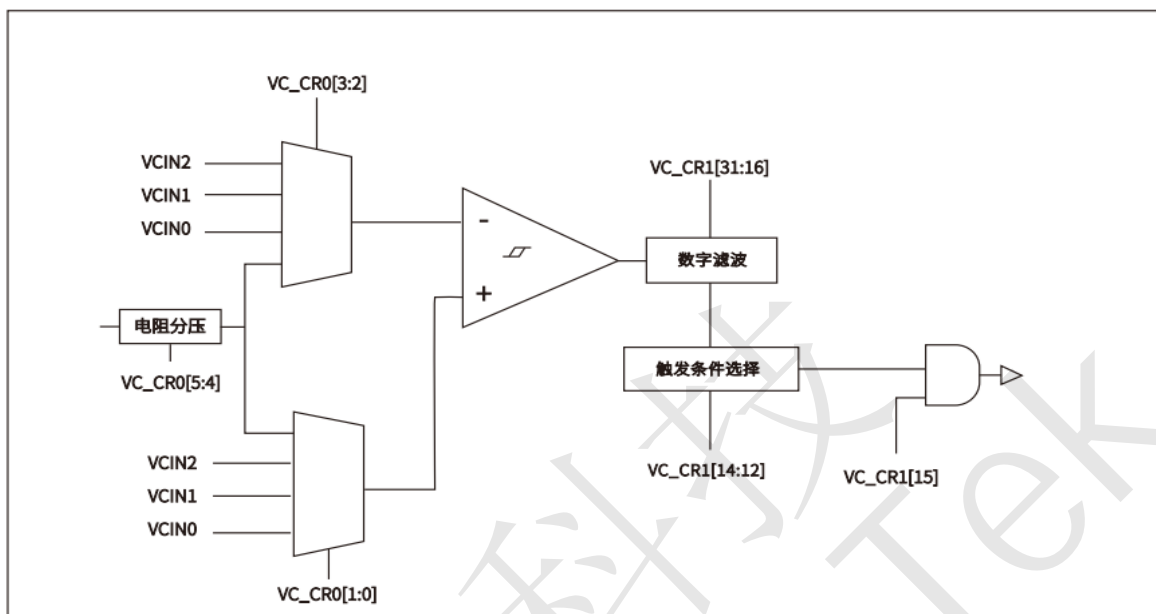 VC_CR0[3:2]
VCIN2
VCIN1
VCIN0
VC_CR1[31:16]
-
+
数字滤波
电阻分压
VC_CR0[5:4]
触发条件选择
VCIN2
VCIN1
VCIN0
VC_CR1[14:12]
VC_CR1[15]
VC_CR0[1:0]
科技
Tek